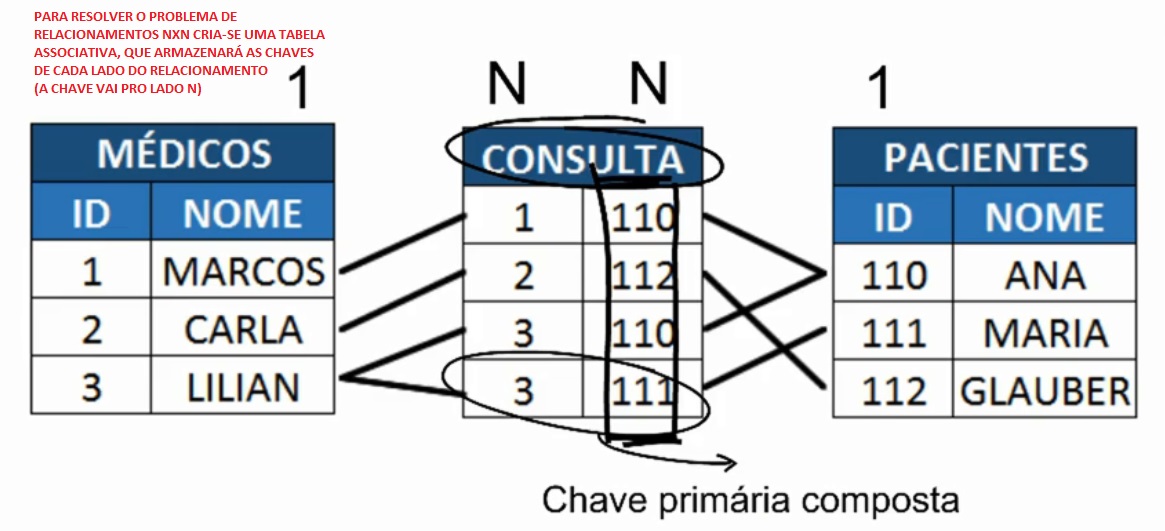 PARA RESOLVER O PROBLEMA DE
RELACIONAMENTOS NXN CRIA-SE UMA TABELA
ASSOCIATIVA, QUE ARMAZENARÁ AS CHAVES
DE CADA LADO DO RELACIONAMENTO
(A CHAVE VAI PRO LADO N)
1 N N 1
MÉDICOS
ID NOME
1 MARCOS
2 CARLA
3 LILIAN
CONSULTA
1 110
2 112
3 110
3 111
PACIENTES
ID NOME
110 ANA
111 MARIA
112 GLAUBER
Chave primária composta